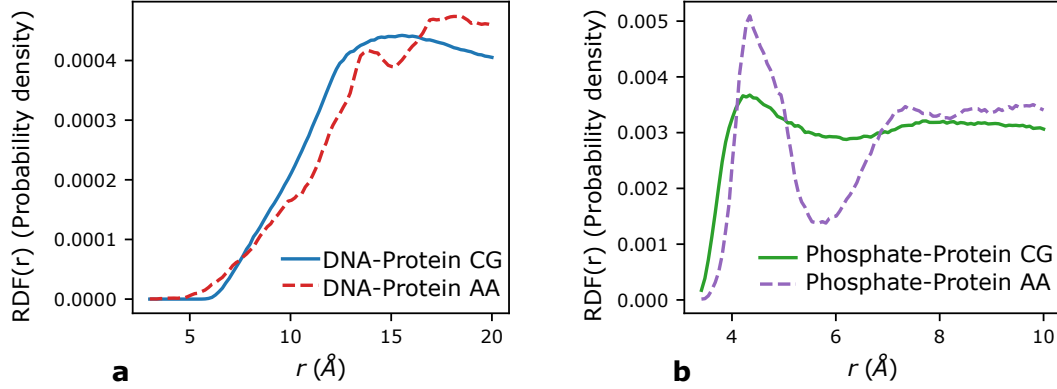 RDF(r) (Probability density)
0.0004
0.0003
0.0002
0.0001
0.0000
DNA-Protein CG
DNA-Protein AA
5
10
15
20
r (Å)
a
RDF(r) (Probability density)
0.005
0.004
0.003
0.002
0.001
0.000
Phosphate-Protein CG
Phosphate-Protein AA
4
6
8
10
r (Å)
b